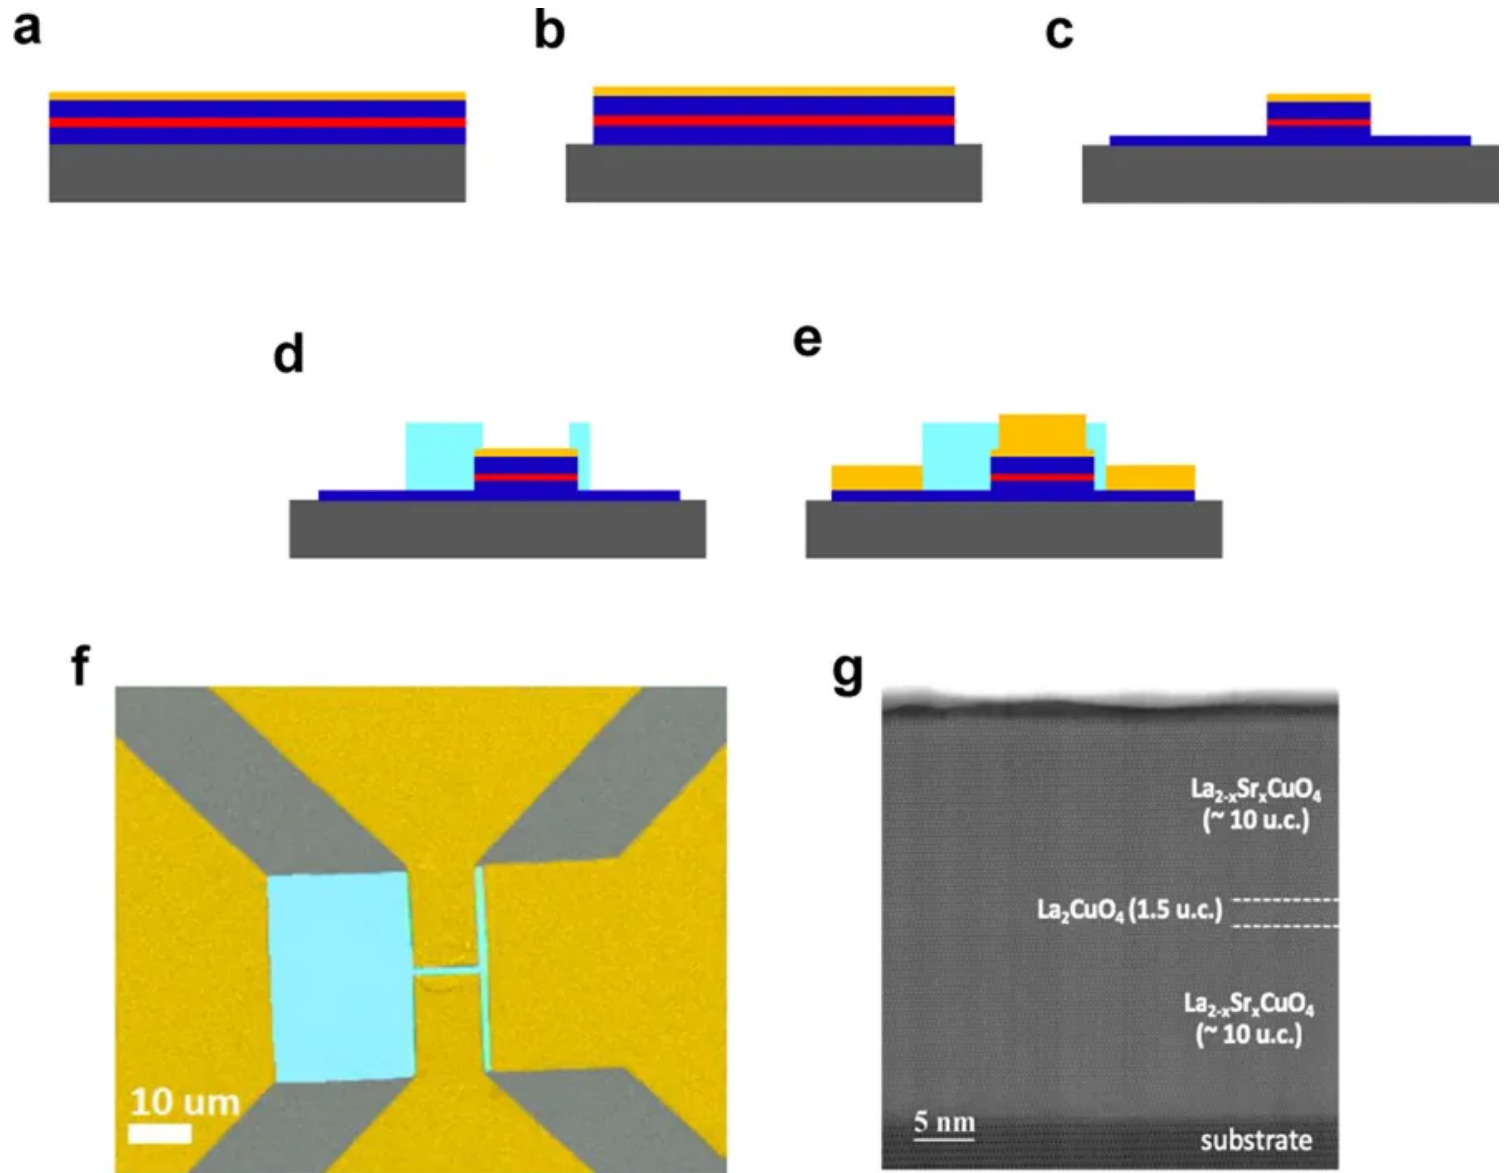 a
b
c
d
e
f
g
10 um
La₂₋ₓSrₓCuO₄
(~ 10 u.c.)
La₂CuO₄ (1.5 u.c.)
La₂₋ₓSrₓCuO₄
(~ 10 u.c.)
5 nm
substrate